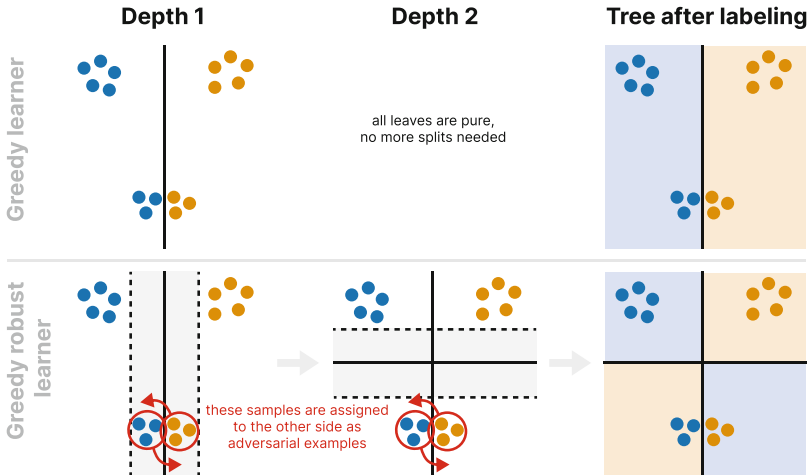 Depth 1
Depth 2
Tree after labeling
Greedy learner
all leaves are pure,
no more splits needed
Greedy robust
learner
these samples are assigned
to the other side as
adversarial examples